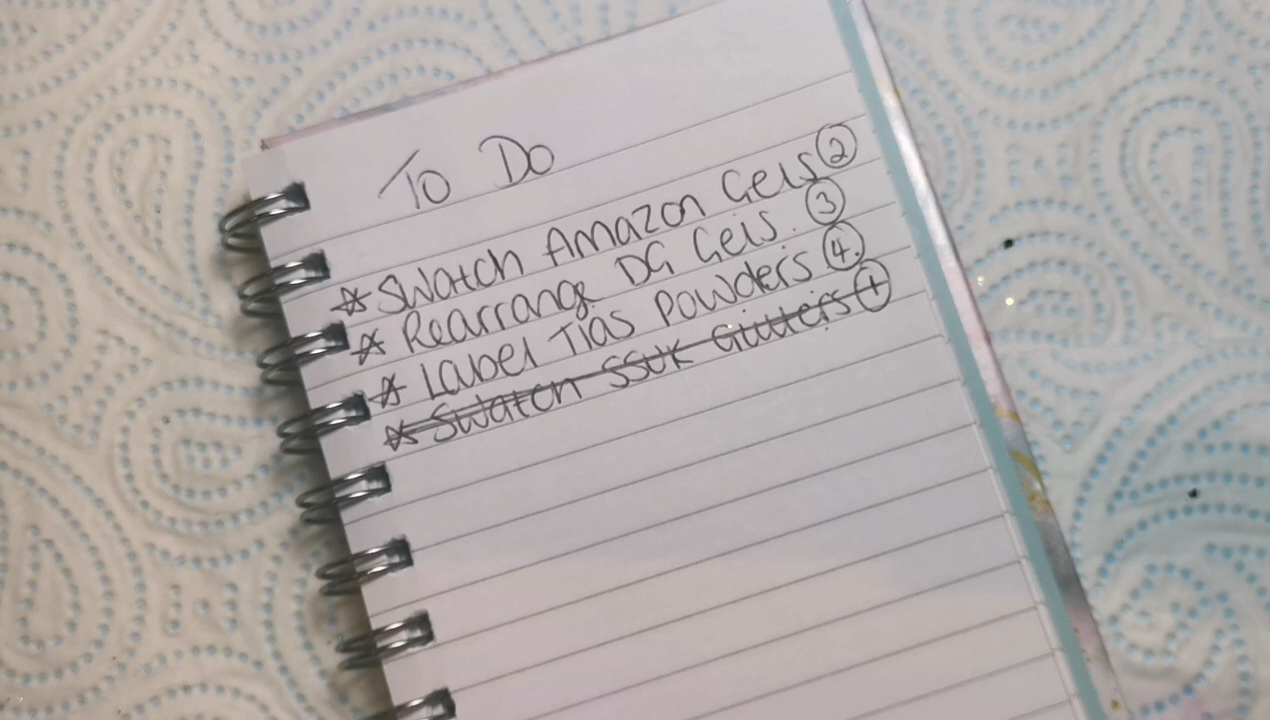 To Do
☆ Swatch Amazon Gels ②
☆ Rearrange DG Gels. ③
☆ Label Tias Powders ④.
☆ Swatch SSUK Glitters ①